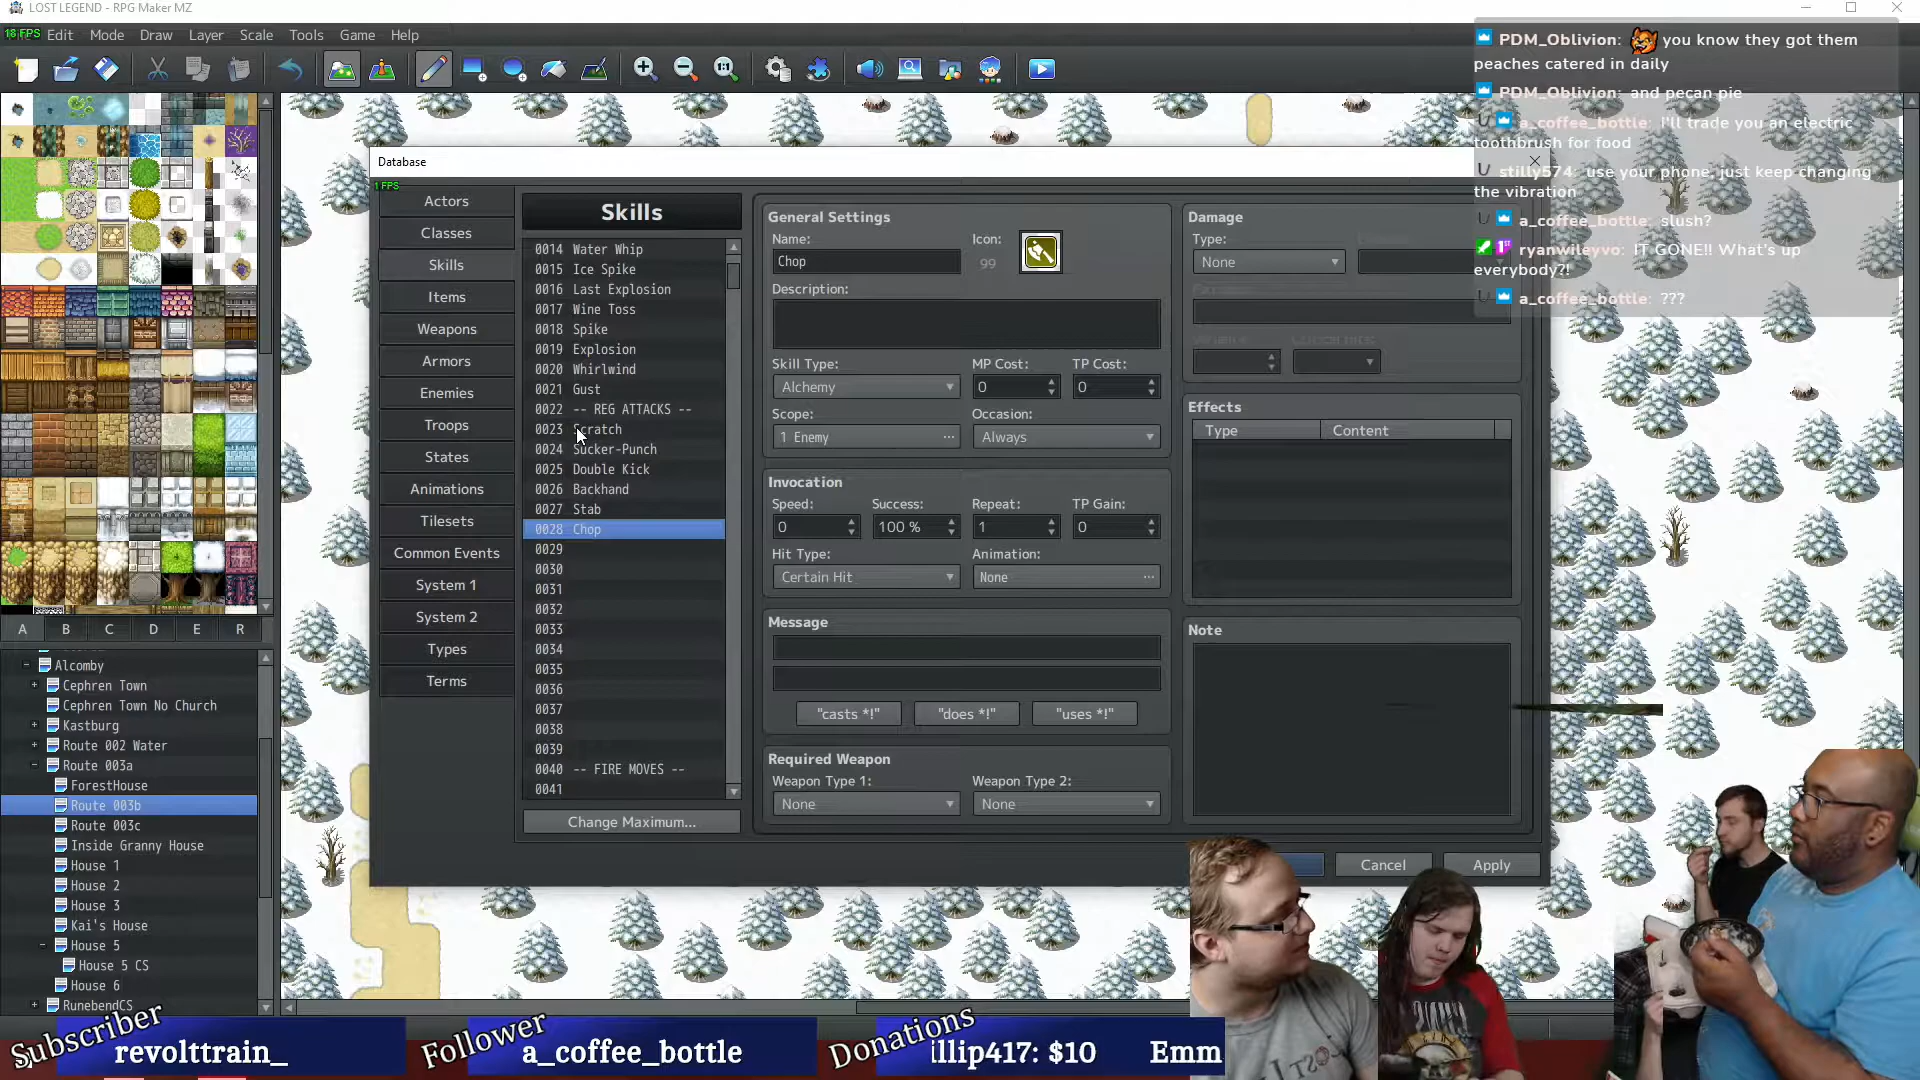 LOST LEGEND - RPG Maker MZ
18 FPS
Edit
Mode
Draw
Layer
Scale
Tools
Game
Help
PDM_Oblivion: you know they got them
peaches catered in daily
PDM_Oblivion: and pecan pie
a_coffee_bottle: I'll trade you an electric
toothbrush for food
stilly574: use your phone, just keep changing
the vibration
a_coffee_bottle: slush?
ryanwileyvo: IT GONE!! What's up
everybody?!
a_coffee_bottle: ???
Database
1 FPS
Actors
Classes
Skills
Items
Weapons
Armors
Enemies
Troops
States
Animations
Tilesets
Common Events
System 1
System 2
Types
Terms
Skills
0014 Water Whip
0015 Ice Spike
0016 Last Explosion
0017 Wine Toss
0018 Spike
0019 Explosion
0020 Whirlwind
0021 Gust
0022 -- REG ATTACKS --
0023 Scratch
0024 Sucker-Punch
0025 Double Kick
0026 Backhand
0027 Stab
0028 Chop
0029
0030
0031
0032
0033
0034
0035
0036
0037
0038
0039
0040 -- FIRE MOVES --
0041
Change Maximum...
General Settings
Name:
Icon:
Chop
99
Description:
Skill Type:
MP Cost:
TP Cost:
Alchemy
0
0
Scope:
Occasion:
1 Enemy
...
Always
Invocation
Speed:
Success:
Repeat:
TP Gain:
0
100 %
1
0
Hit Type:
Animation:
Certain Hit
None
...
Message
"casts *!"
"does *!"
"uses *!"
Required Weapon
Weapon Type 1:
Weapon Type 2:
None
None
Damage
Type:
None
Effects
Type
Content
Note
Cancel
Apply
A
B
C
D
E
R
Alcomby
Cephren Town
Cephren Town No Church
Kastburg
Route 002 Water
Route 003a
ForestHouse
Route 003b
Route 003c
Inside Granny House
House 1
House 2
House 3
Kai's House
House 5
House 5 CS
House 6
RunebendCS
Subscriber
revolttrain_
Follower
a_coffee_bottle
Donations
illip417: $10
Emm